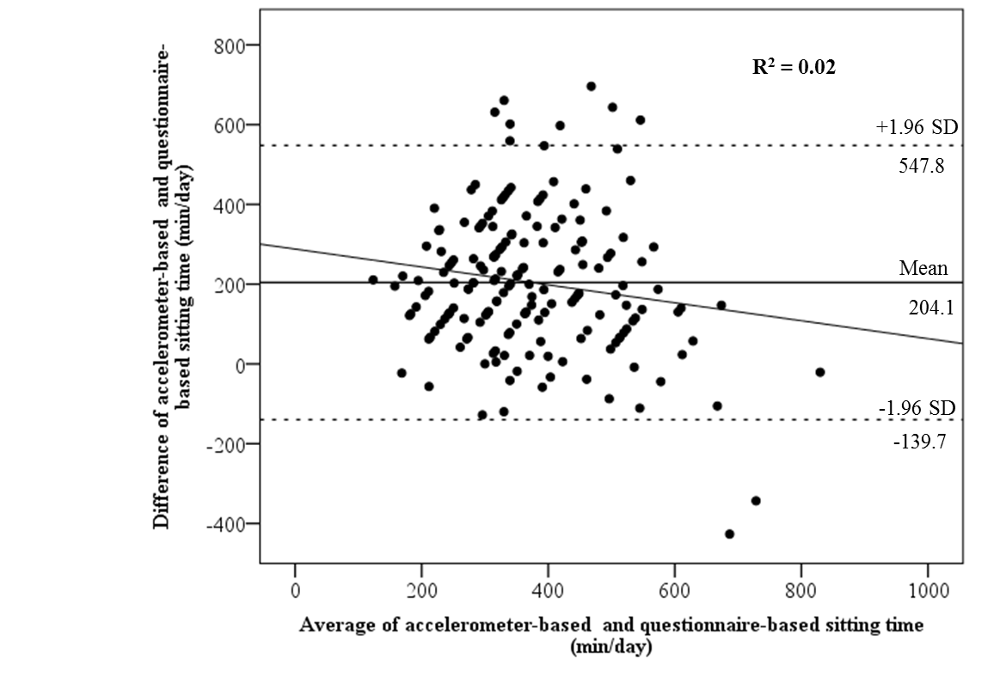 Difference of accelerometer-based and questionnaire-
based sitting time (min/day)
800
600
400
200
0
-200
-400
R² = 0.02
+1.96 SD
547.8
Mean
204.1
-1.96 SD
-139.7
0 200 400 600 800 1000
Average of accelerometer-based and questionnaire-based sitting time
(min/day)